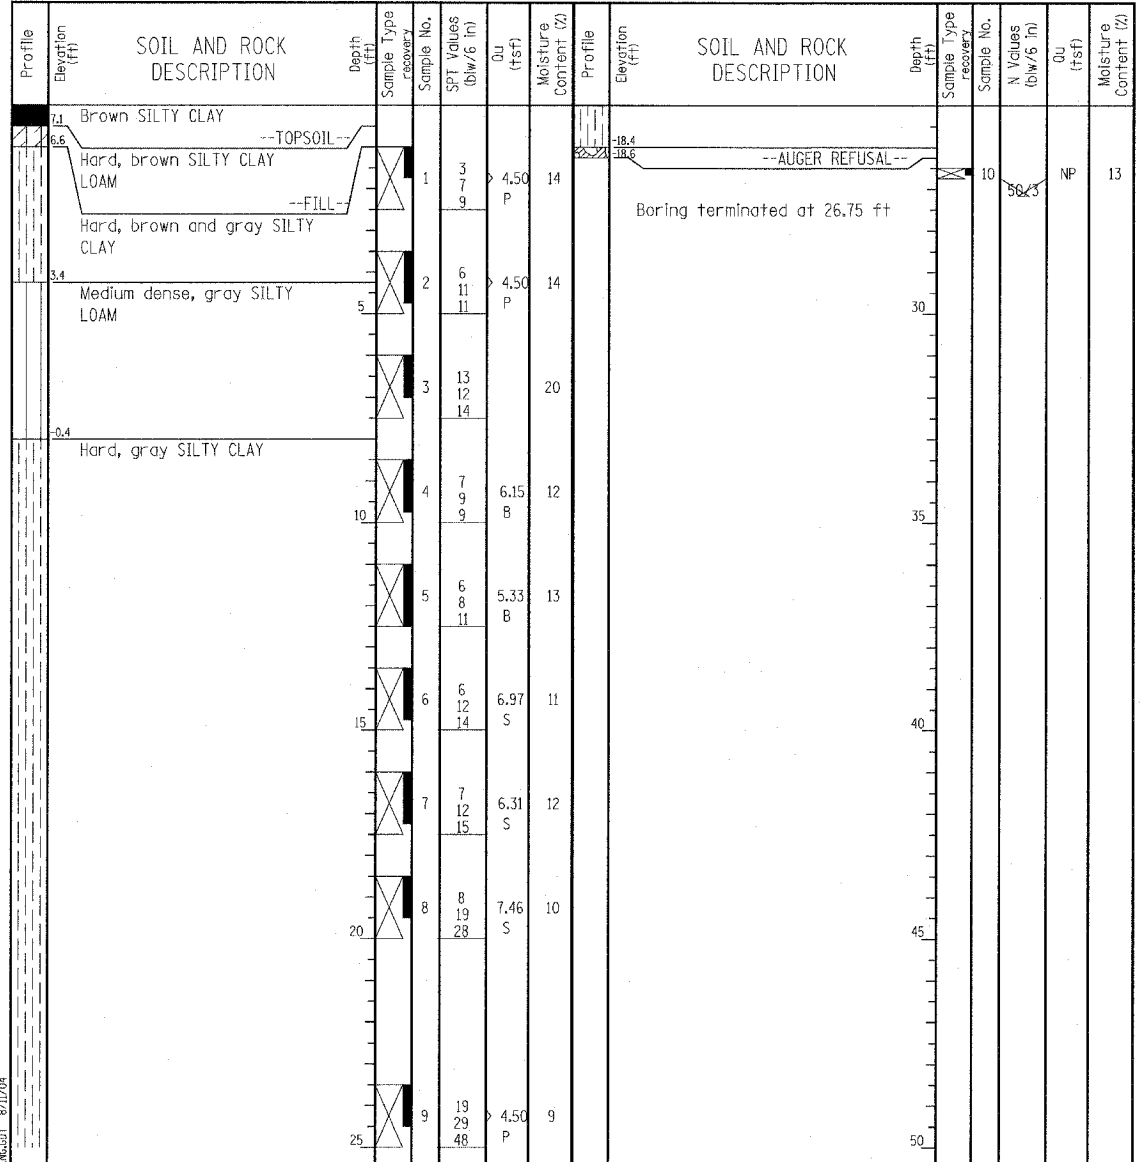 Profile
Elevation (ft)
SOIL AND ROCK
DESCRIPTION
Depth (ft)
Sample Type
recovery
Sample No.
SPT Values (blw/6 in)
Qu (tsf)
Moisture Content (%)
Profile
Elevation (ft)
SOIL AND ROCK
DESCRIPTION
Depth (ft)
Sample Type
recovery
Sample No.
N Values (blw/6 in)
Qu (tsf)
Moisture Content (%)
7.1 Brown SILTY CLAY
--TOPSOIL--
6.6
Hard, brown SILTY CLAY
LOAM
--FILL--
Hard, brown and gray SILTY
CLAY
1
3
7
9
> 4.50
P
14
3.4
Medium dense, gray SILTY
LOAM
5
2
6
11
11
> 4.50
P
14
3
13
12
14
20
-0.4
Hard, gray SILTY CLAY
10
4
7
9
9
6.15
B
12
5
6
8
11
5.33
B
13
15
6
6
12
14
6.97
S
11
7
7
12
15
6.31
S
12
20
8
8
19
28
7.46
S
10
25
9
19
29
48
> 4.50
P
9
8/11/04
-18.4
-18.6
--AUGER REFUSAL--
10
50/3
NP
13
Boring terminated at 26.75 ft
30
35
40
45
50